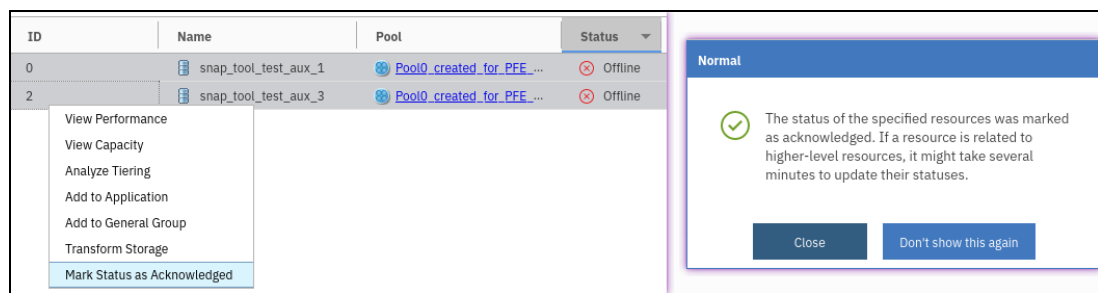 ID Name Pool Status
0 snap_tool_test_aux_1 Pool0_created_for_PFE_... Offline
2 snap_tool_test_aux_3 Pool0_created_for_PFE_... Offline
View Performance
View Capacity
Analyze Tiering
Add to Application
Add to General Group
Transform Storage
Mark Status as Acknowledged
Normal
The status of the specified resources was marked
as acknowledged. If a resource is related to
higher-level resources, it might take several
minutes to update their statuses.
Close Don't show this again